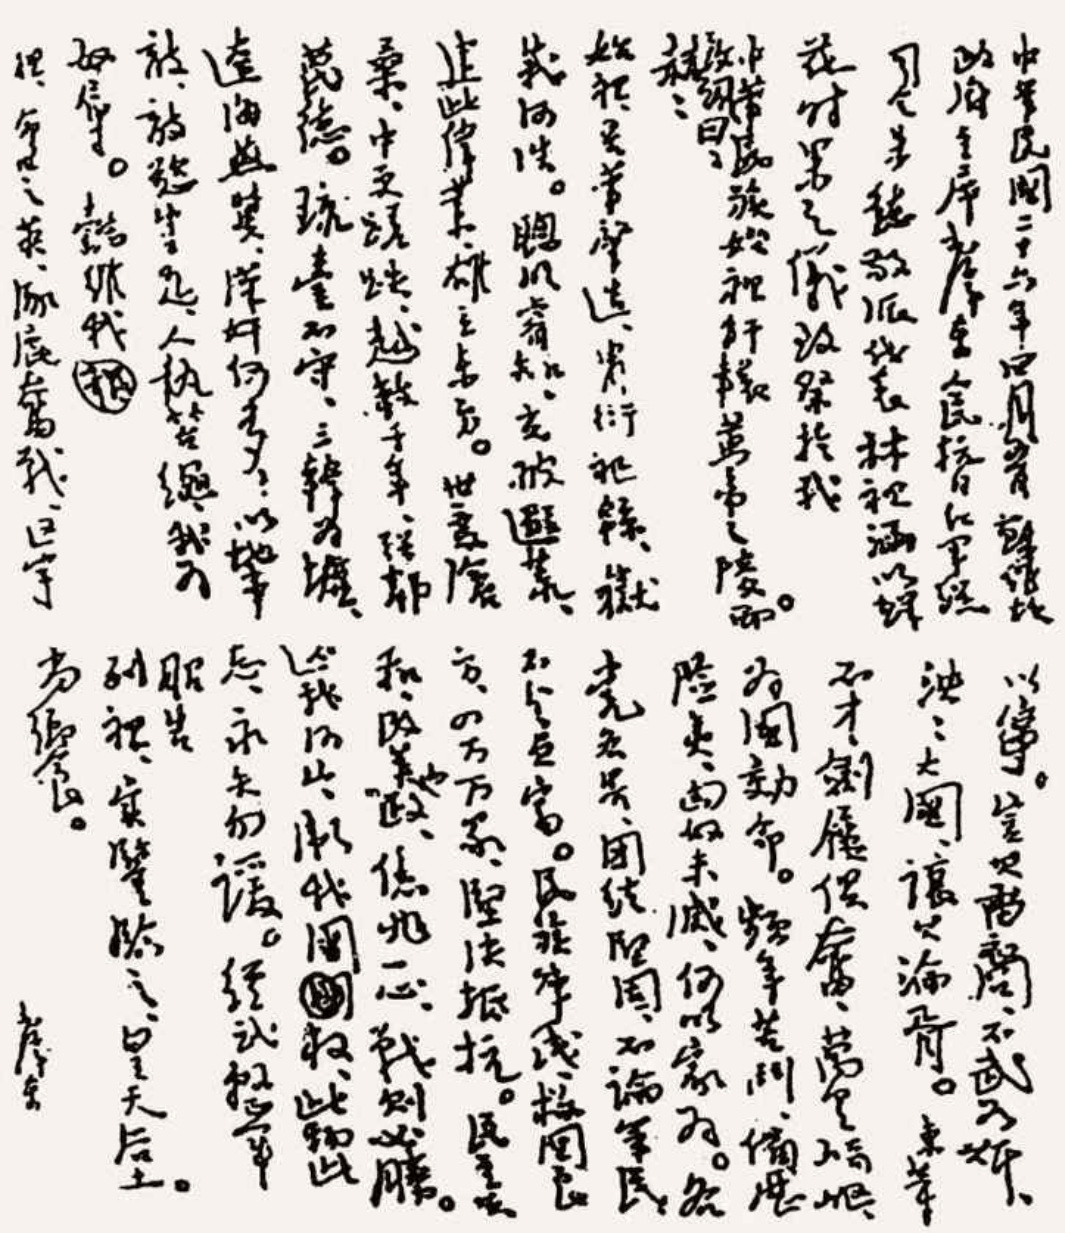 中華民國二十六年四月五日 蘇維埃
政府主席毛澤東人民抗日紅軍總
司令朱德敬派代表林祖涵以鮮
花時果之儀致祭於我
中華民族始祖軒轅黃帝之陵。而
致詞曰:
赫赫
始祖、吾華肇造、胄衍祀緜、嶽
峩河浩。聰明睿知、光被遐荒、
建此偉業、雄立東方。世變滄
桑、中更蹉跌、越數千年、强鄰
蔑德。琉臺不守、三韓爲墟、
遼海燕冀、漢奸何多、以地事
敵、敵慾豈足、人執笞繩、我爲
奴辱。懿維我
祖、命世之英、涿鹿奮戰、區宇
以寧。豈其苗裔、不武如斯、
泱泱大國、讓其淪胥。東等
不才、劍屨俱奮、萬里崎嶇、
爲國效命。頻年苦鬥、備歷
險夷、匈奴未滅、何以家爲。各
黨各界、團結堅固、不論軍民、
不分貧富。民族陣綫、救國良
方、四万万衆、堅決抵抗。民主共
和、改革內政、億兆一心、戰則必勝。
還我河山、衛我國權、此物此
志、永矢勿諼。經武整軍
昭告
列祖、實鑒臨之、皇天后土。
尚饗。
毛澤東